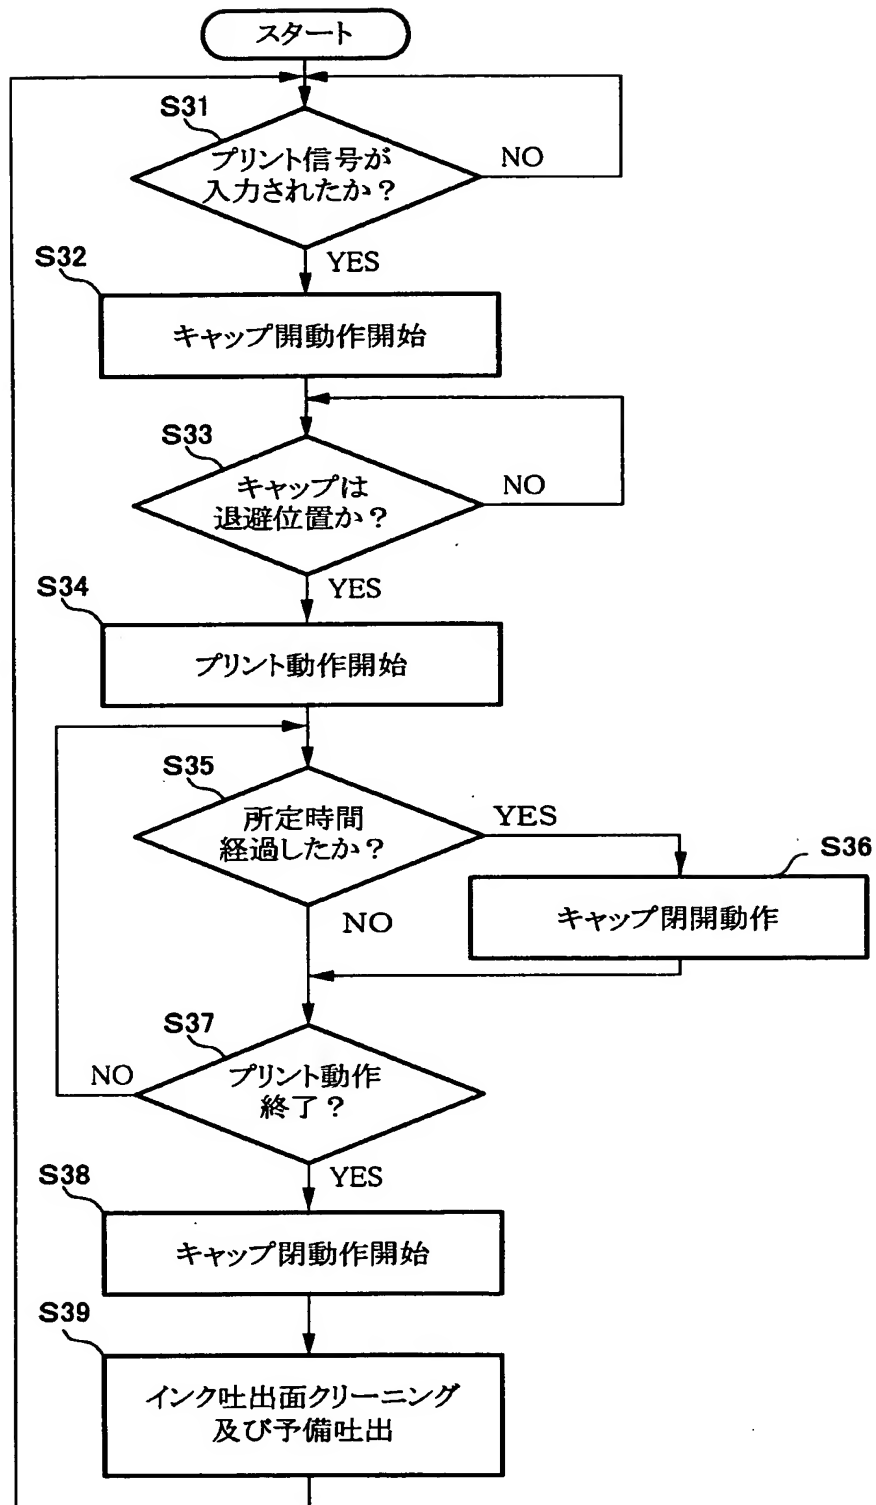 スタート
S31
プリント信号が
入力されたか？
NO
YES
S32
キャップ開動作開始
S33
キャップは
退避位置か？
NO
YES
S34
プリント動作開始
S35
所定時間
経過したか？
YES
NO
S36
キャップ閉開動作
S37
プリント動作
終了？
NO
YES
S38
キャップ閉動作開始
S39
インク吐出面クリーニング
及び予備吐出